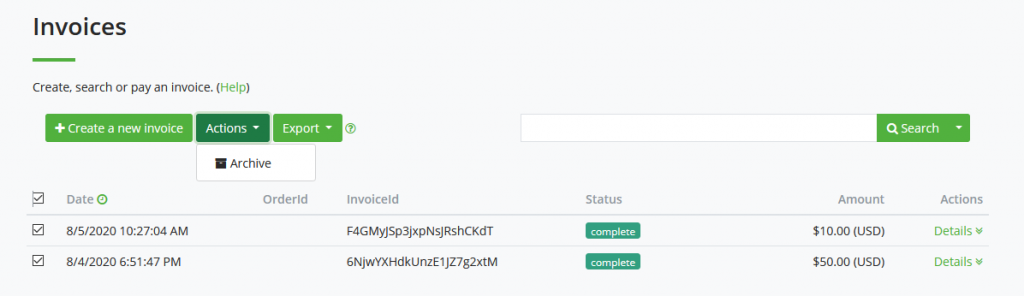 Invoices
Create, search or pay an invoice. (Help)
Create a new invoice Actions Export Search
Archive
Date OrderId InvoiceId Status Amount Actions
8/5/2020 10:27:04 AM F4GMyJSp3jxpNsJRshCKdT complete $10.00 (USD) Details
8/4/2020 6:51:47 PM 6NjwYXHdkUnzE1JZ7g2xtM complete $50.00 (USD) Details